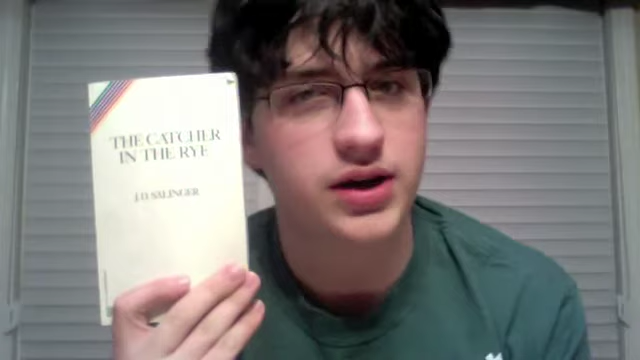 THE CATCHER
IN THE RYE
J. D. SALINGER